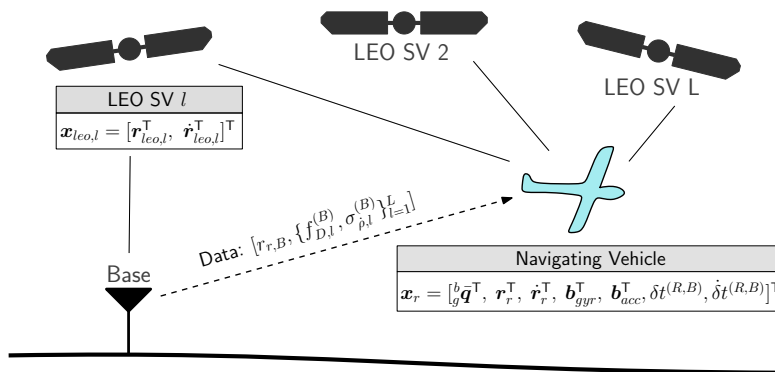 LEO SV 2
LEO SV L
LEO SV l
𝒙_{leo,l} = [𝒓_{leo,l}^⊤, 𝒓̇_{leo,l}^⊤]^⊤
Data: [r_{r,B}, {f_{D,l}^{(B)}, σ_{ρ̇,l}^{(B)}}_{l=1}^{L}]
Base
Navigating Vehicle
𝒙_r = [{}_g^b 𝒒̄^⊤, 𝒓_r^⊤, 𝒓̇_r^⊤, 𝒃_{gyr}^⊤, 𝒃_{acc}^⊤, δt^{(R,B)}, δ̇t^{(R,B)}]^⊤